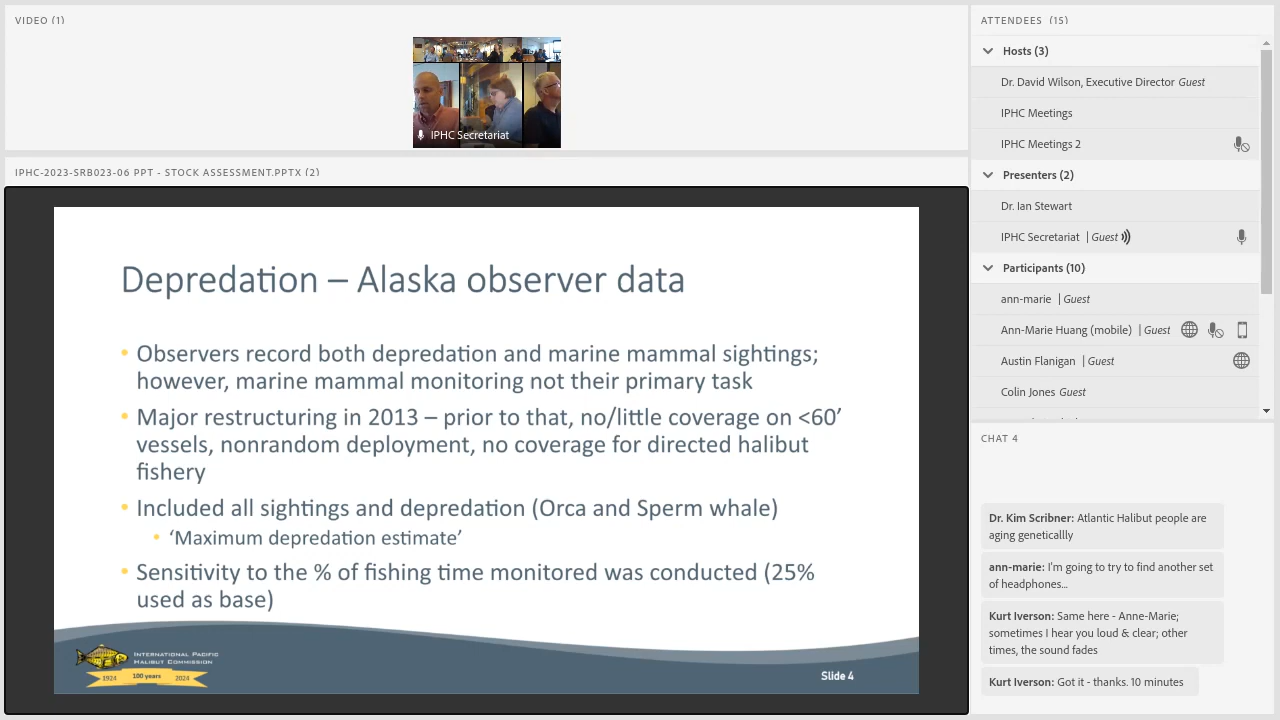 VIDEO (1)
IPHC Secretariat
IPHC-2023-SRB023-06 PPT - STOCK ASSESSMENT.PPTX (2)
Depredation – Alaska observer data
• Observers record both depredation and marine mammal sightings;
however, marine mammal monitoring not their primary task
• Major restructuring in 2013 – prior to that, no/little coverage on <60’
vessels, nonrandom deployment, no coverage for directed halibut
fishery
• Included all sightings and depredation (Orca and Sperm whale)
• ‘Maximum depredation estimate’
• Sensitivity to the % of fishing time monitored was conducted (25%
used as base)
INTERNATIONAL PACIFIC
HALIBUT COMMISSION
1924 100 years 2024
Slide 4
ATTENDEES (15)
Hosts (3)
Dr. David Wilson, Executive Director Guest
IPHC Meetings
IPHC Meetings 2
Presenters (2)
Dr. Ian Stewart
IPHC Secretariat | Guest
Participants (10)
ann-marie | Guest
Ann-Marie Huang (mobile) | Guest
Austin Flanigan | Guest
Colin Jones Guest
CHAT 4
Dr. Kim Scribner: Atlantic Halibut people are
aging geneticallly
ann-marie: I'm going to try to find another set
of headphones...
Kurt Iverson: Same here - Anne-Marie;
sometimes I hear you loud & clear; other
times the sound fades
Kurt Iverson: Got it - thanks. 10 minutes